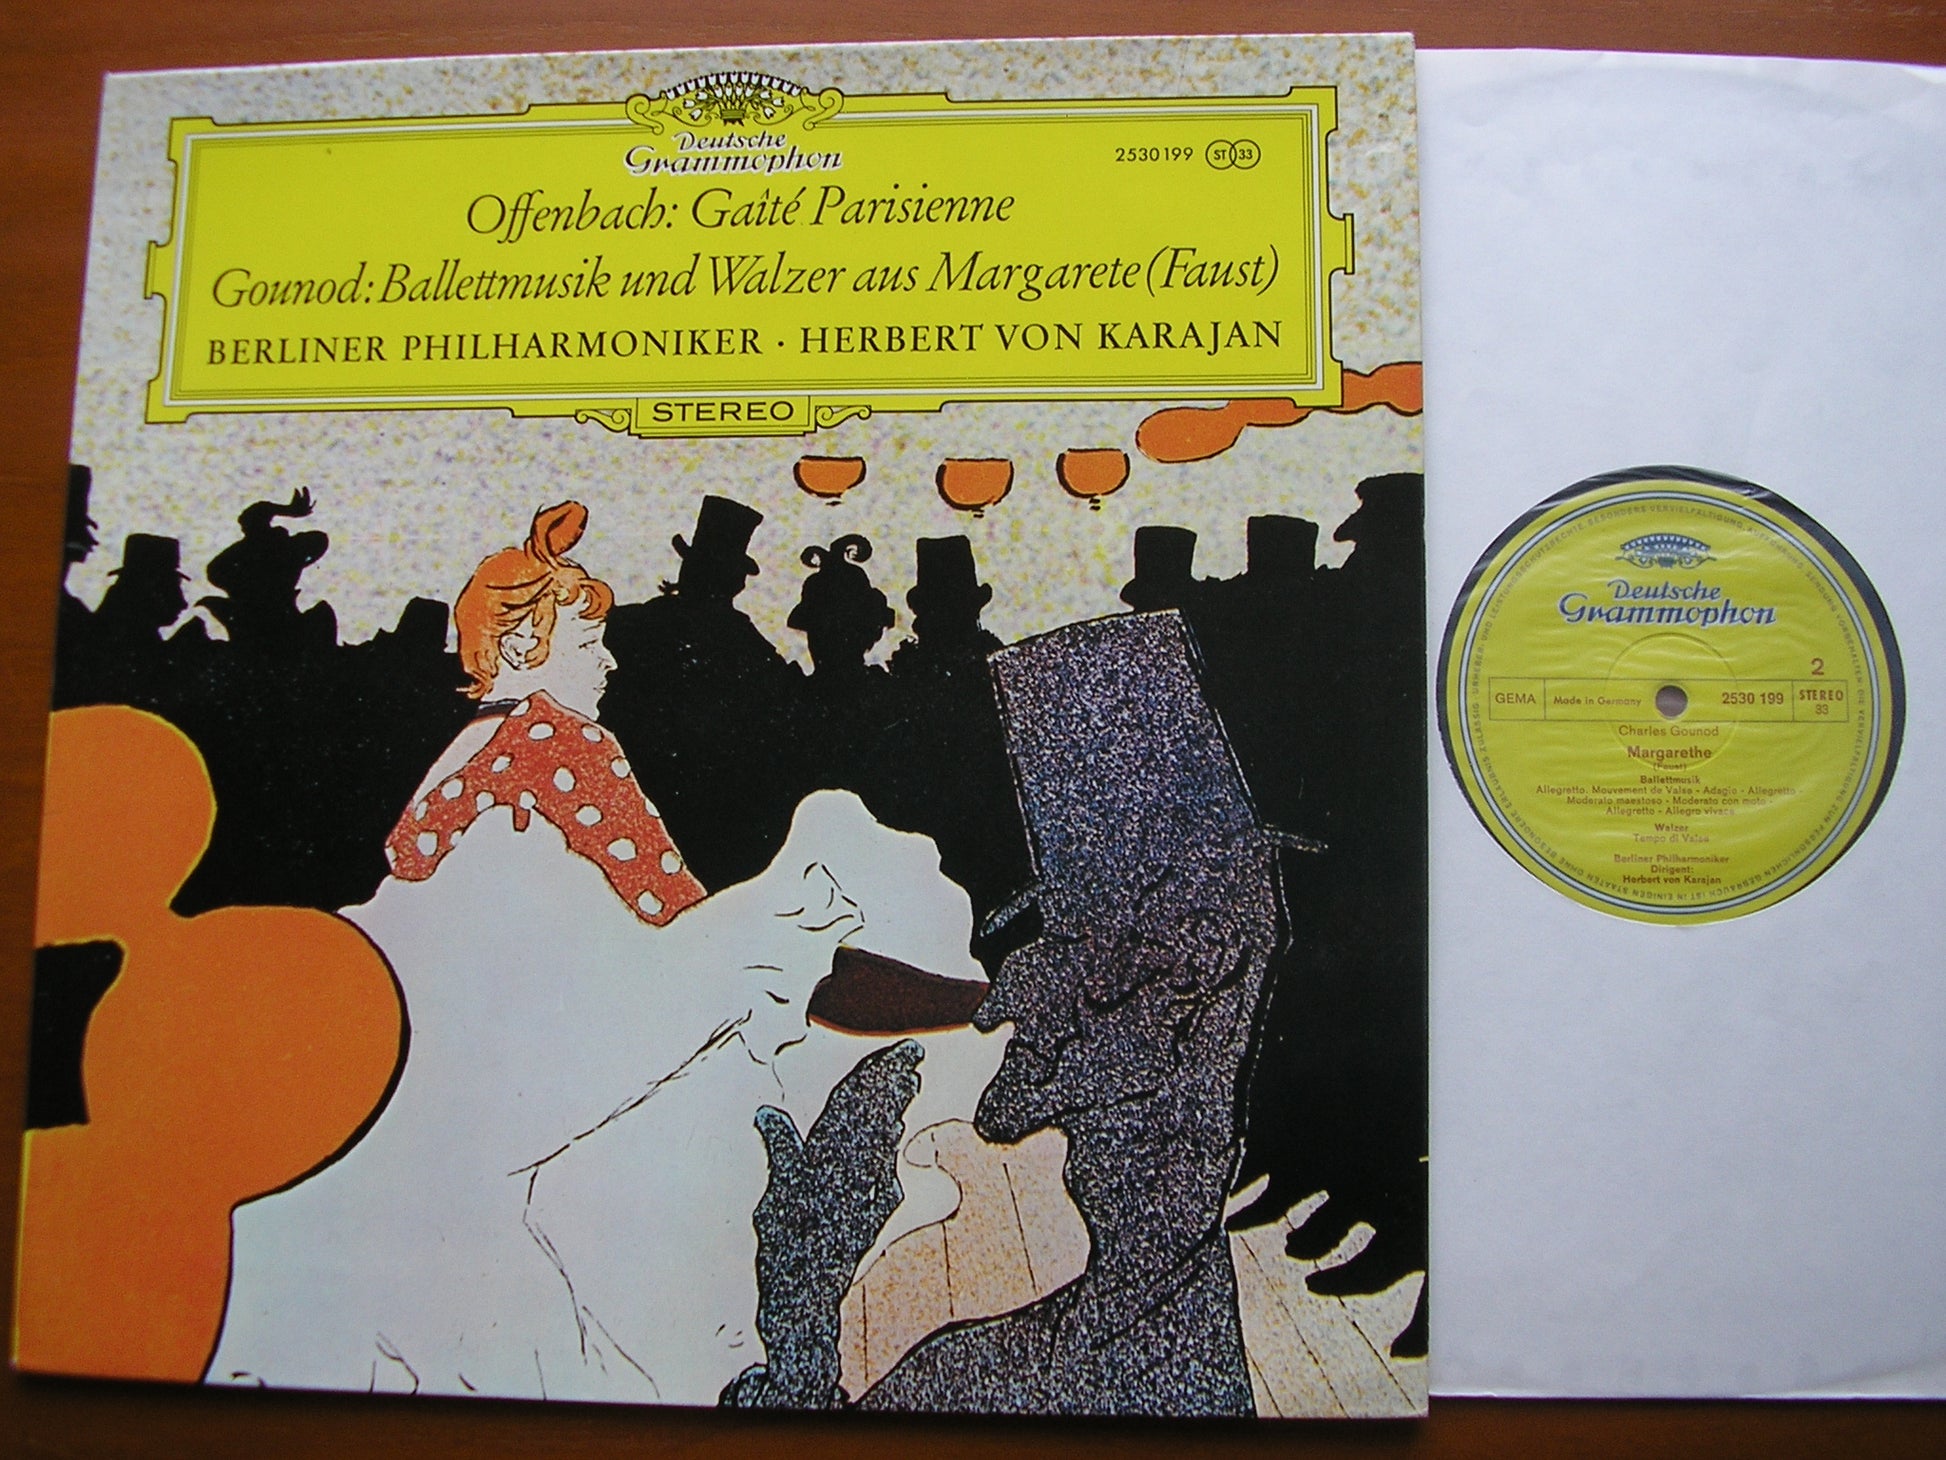 Deutsche
Grammophon
2530 199 ST 33
Offenbach: Gaîté Parisienne
Gounod: Ballettmusik und Walzer aus Margarete (Faust)
BERLINER PHILHARMONIKER · HERBERT VON KARAJAN
STEREO
Deutsche
Grammophon
2
GEMA Made in Germany 2530 199 STEREO
33
Charles Gounod
Margarethe
(Faust)
Ballettmusik
Allegretto. Mouvement de Valse - Adagio - Allegretto -
Moderato maestoso - Moderato con moto -
Allegretto - Allegro vivace
Walzer
Tempo di Valse
Berliner Philharmoniker
Dirigent:
Herbert von Karajan